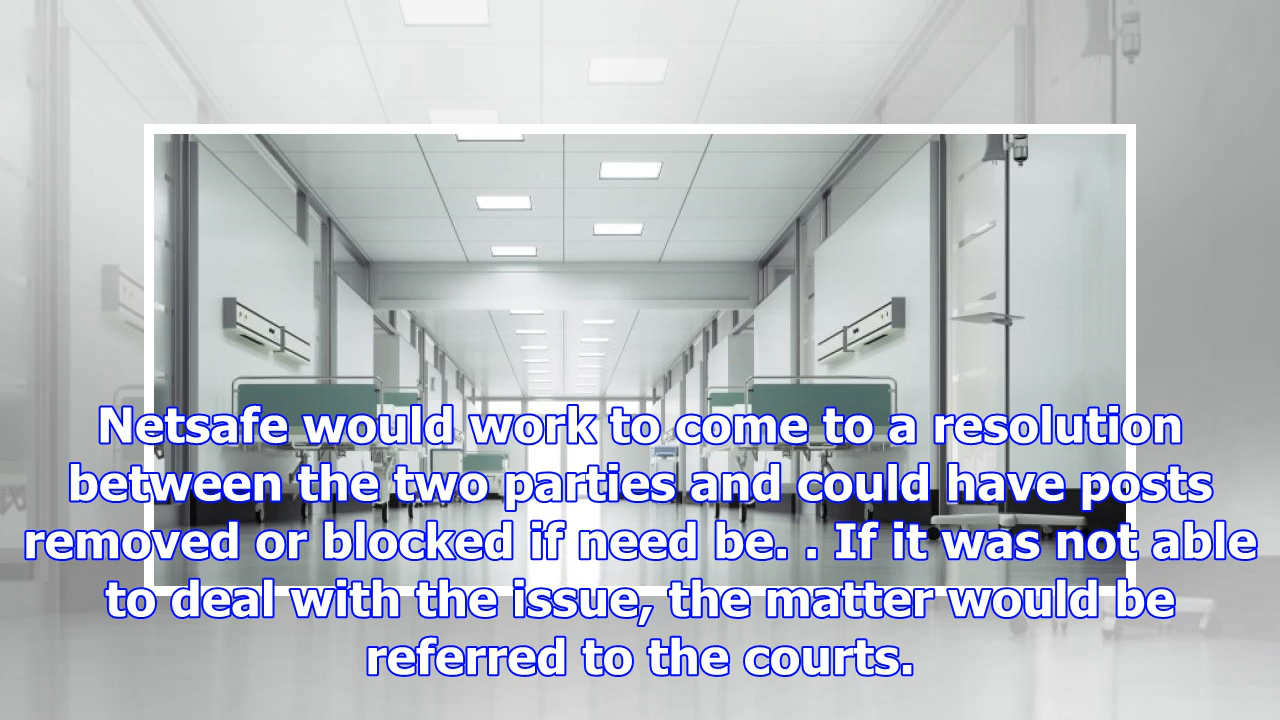 Netsafe would work to come to a resolution
between the two parties and could have posts
removed or blocked if need be. . If it was not able
to deal with the issue, the matter would be
referred to the courts.